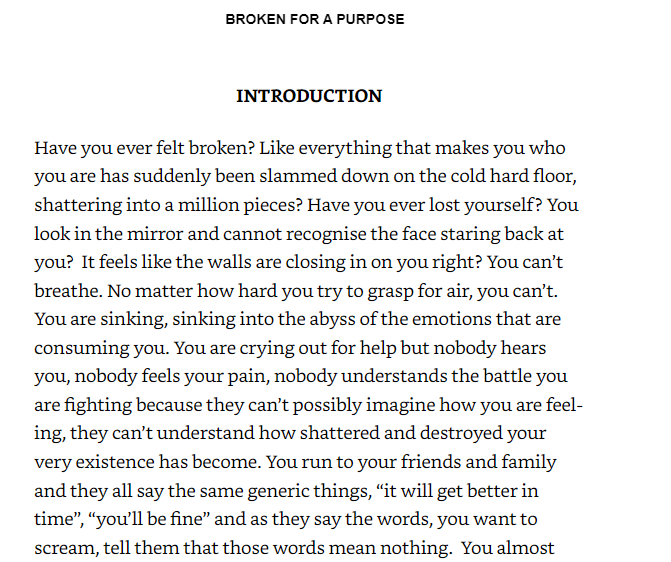 BROKEN FOR A PURPOSE
INTRODUCTION
Have you ever felt broken? Like everything that makes you who
you are has suddenly been slammed down on the cold hard floor,
shattering into a million pieces? Have you ever lost yourself? You
look in the mirror and cannot recognise the face staring back at
you?  It feels like the walls are closing in on you right? You can’t
breathe. No matter how hard you try to grasp for air, you can’t.
You are sinking, sinking into the abyss of the emotions that are
consuming you. You are crying out for help but nobody hears
you, nobody feels your pain, nobody understands the battle you
are fighting because they can’t possibly imagine how you are feel-
ing, they can’t understand how shattered and destroyed your
very existence has become. You run to your friends and family
and they all say the same generic things, “it will get better in
time”, “you’ll be fine” and as they say the words, you want to
scream, tell them that those words mean nothing.  You almost